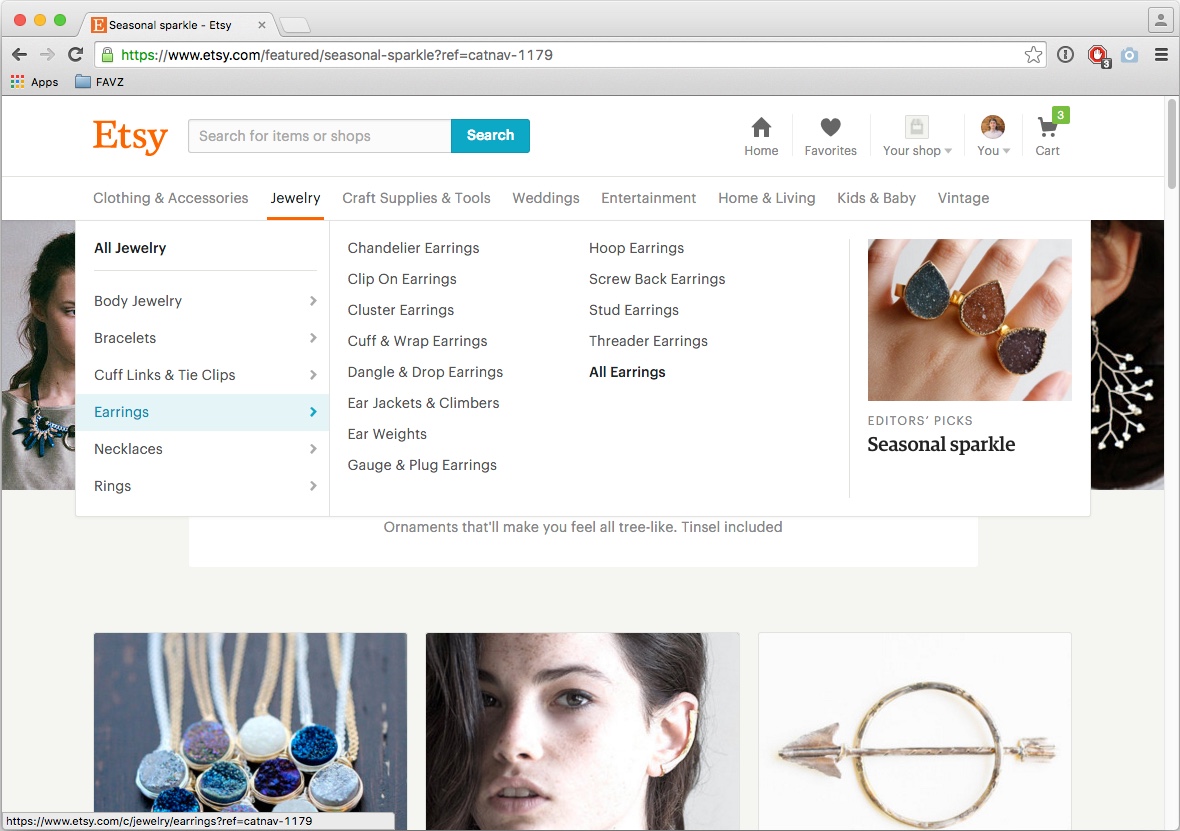 Seasonal sparkle - Etsy
https://www.etsy.com/featured/seasonal-sparkle?ref=catnav-1179
3
Apps
FAVZ
Etsy
Search for items or shops
Search
Home
Favorites
Your shop
You
3
Cart
Clothing & Accessories
Jewelry
Craft Supplies & Tools
Weddings
Entertainment
Home & Living
Kids & Baby
Vintage
All Jewelry
Body Jewelry
Bracelets
Cuff Links & Tie Clips
Earrings
Necklaces
Rings
Chandelier Earrings
Clip On Earrings
Cluster Earrings
Cuff & Wrap Earrings
Dangle & Drop Earrings
Ear Jackets & Climbers
Ear Weights
Gauge & Plug Earrings
Hoop Earrings
Screw Back Earrings
Stud Earrings
Threader Earrings
All Earrings
EDITORS' PICKS
Seasonal sparkle
Ornaments that'll make you feel all tree-like. Tinsel included
https://www.etsy.com/c/jewelry/earrings?ref=catnav-1179